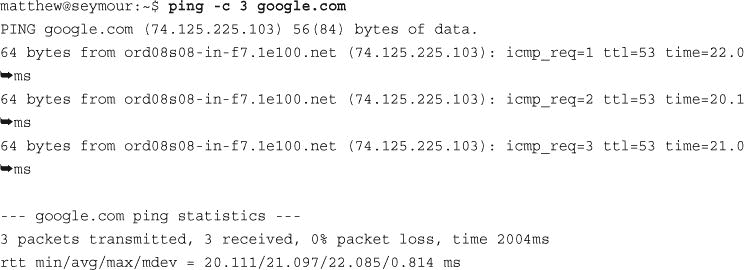 matthew@seymour:~$ ping -c 3 google.com
PING google.com (74.125.225.103) 56(84) bytes of data.
64 bytes from ord08s08-in-f7.1e100.net (74.125.225.103): icmp_req=1 ttl=53 time=22.0
➥ms
64 bytes from ord08s08-in-f7.1e100.net (74.125.225.103): icmp_req=2 ttl=53 time=20.1
➥ms
64 bytes from ord08s08-in-f7.1e100.net (74.125.225.103): icmp_req=3 ttl=53 time=21.0
➥ms
--- google.com ping statistics ---
3 packets transmitted, 3 received, 0% packet loss, time 2004ms
rtt min/avg/max/mdev = 20.111/21.097/22.085/0.814 ms